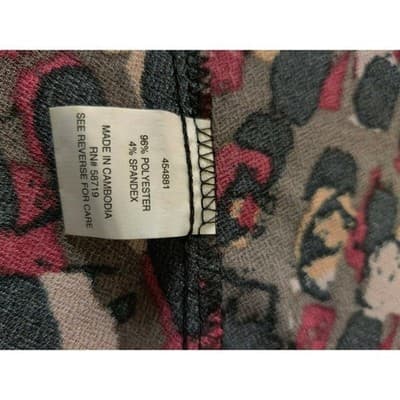 454881
96% POLYESTER
4% SPANDEX
MADE IN CAMBODIA
RN# 58719
SEE REVERSE FOR CARE